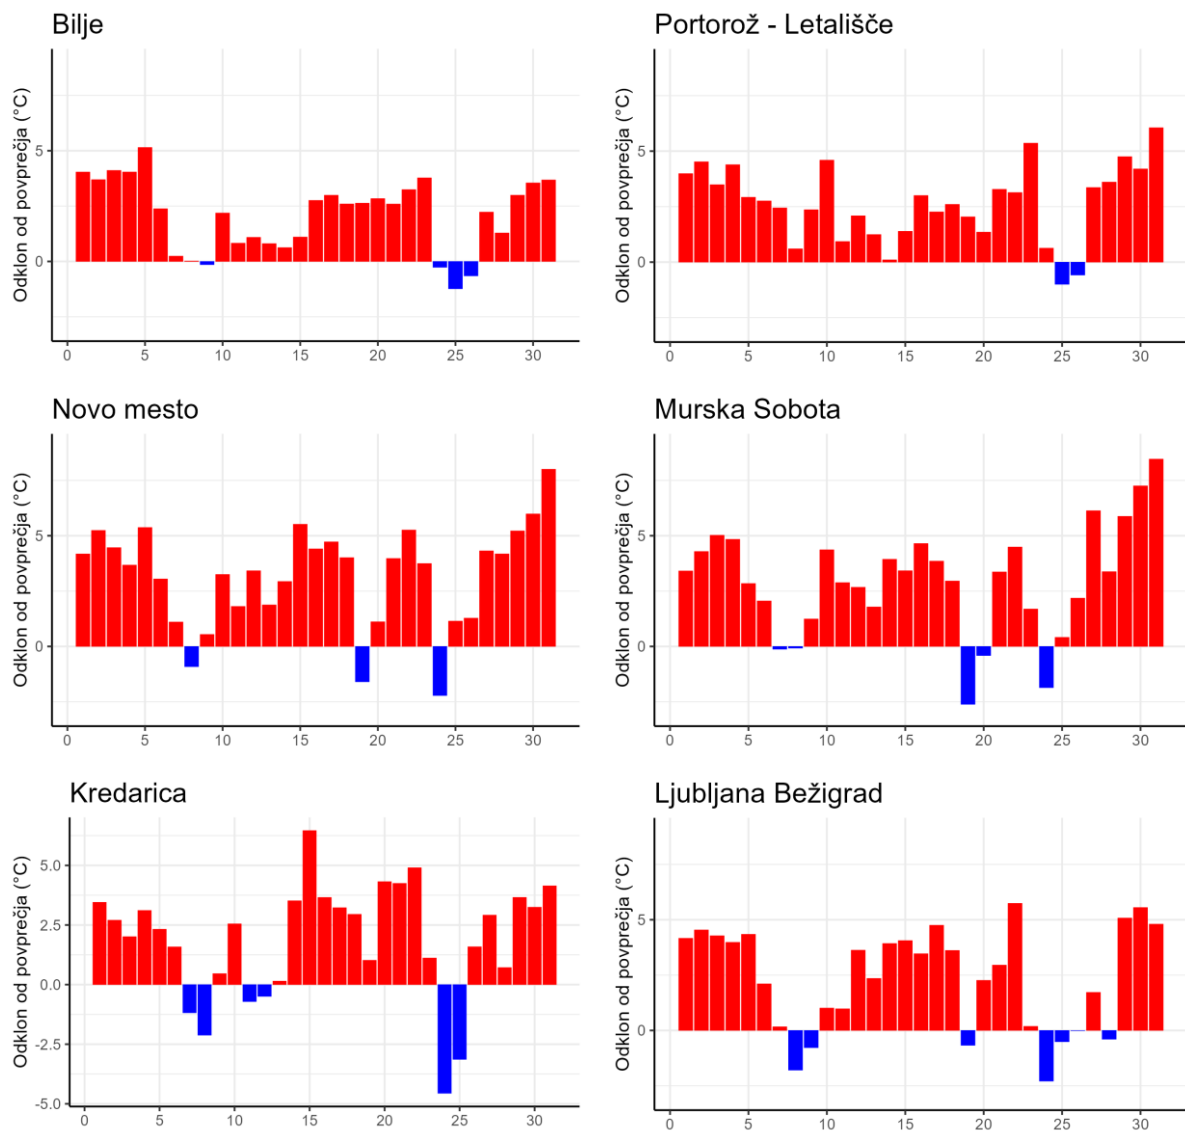 Bilje
Odklon od povprečja (°C)
5
0
0 5 10 15 20 25 30
Portorož - Letališče
Odklon od povprečja (°C)
5
0
0 5 10 15 20 25 30
Novo mesto
Odklon od povprečja (°C)
5
0
0 5 10 15 20 25 30
Murska Sobota
Odklon od povprečja (°C)
5
0
0 5 10 15 20 25 30
Kredarica
Odklon od povprečja (°C)
5.0
2.5
0.0
-2.5
-5.0
0 5 10 15 20 25 30
Ljubljana Bežigrad
Odklon od povprečja (°C)
5
0
0 5 10 15 20 25 30